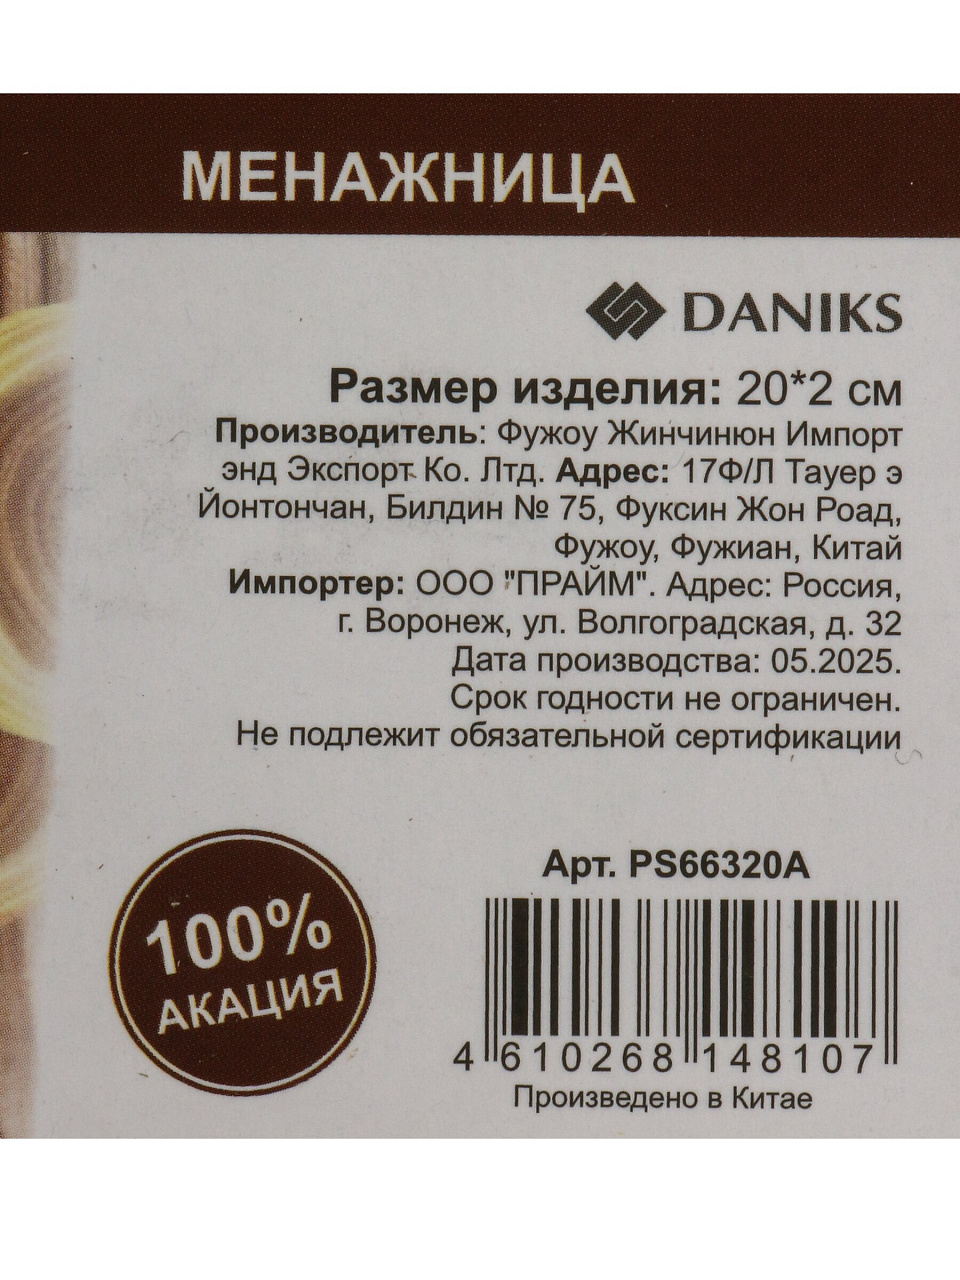 МЕНАЖНИЦА
DANIKS
Размер изделия: 20*2 см
Производитель: Фужоу Жинчинюн Импорт
энд Экспорт Ко. Лтд. Адрес: 17Ф/Л Тауер э
Йонтончан, Билдин № 75, Фуксин Жон Роад,
Фужоу, Фужиан, Китай
Импортер: ООО "ПРАЙМ". Адрес: Россия,
г. Воронеж, ул. Волгоградская, д. 32
Дата производства: 05.2025.
Срок годности не ограничен.
Не подлежит обязательной сертификации
100%
АКАЦИЯ
Арт. PS66320A
4 610268 148107
Произведено в Китае